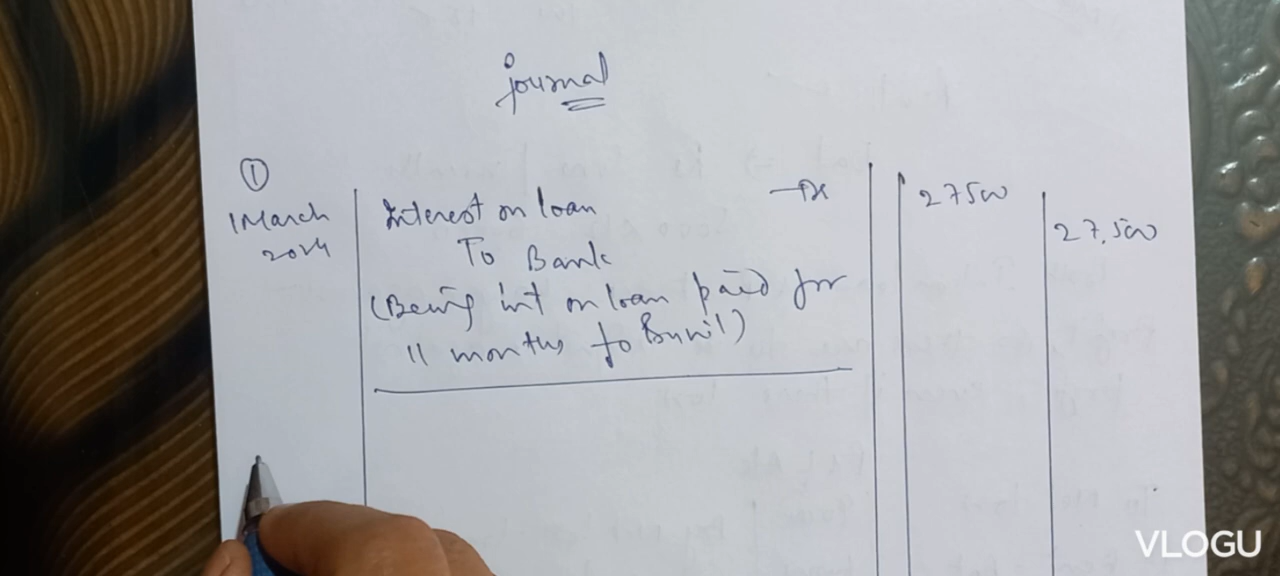 journal
①
1 March
2024
Interest on loan Dr
27500
To Bank
27,500
(Being int on loan paid for
11 months to Sunil)
VLOGU